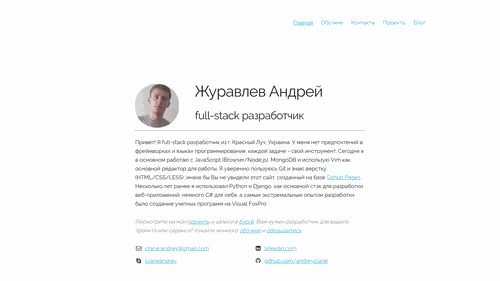 Главная Обо мне Контакты Проекты Блог
Журавлев Андрей
full-stack разработчик
Привет! Я full-stack разработчик из г. Красный Луч, Украина. У меня нет предпочтений в
фреймворках и языках программирования, каждой задаче - свой инструмент. Сегодня я
в основном работаю с JavaScript (Browser/Node.js), MongoDB и использую Vim как
основной редактор для работы. Я уверенно пользуюсь Git и знаю верстку
(HTML/CSS/LESS), иначе бы Вы не увидели этот сайт, созданный на базе Github Pages.
Несколько лет ранее я использовал Python и Django, как основной стэк для разработки
веб-приложений, немного C# для себя, а самым экстремальным опытом разработки
было создание учетных программ на Visual FoxPro.
Посмотрите на мои проекты и записи в блоге. Вам нужен разработчик для вашего
проекта или сервиса? Узнайте немного обо мне и обращайтесь.
crane.andrey@gmail.com
linkedin.com
craneandrey
github.com/andreycrane